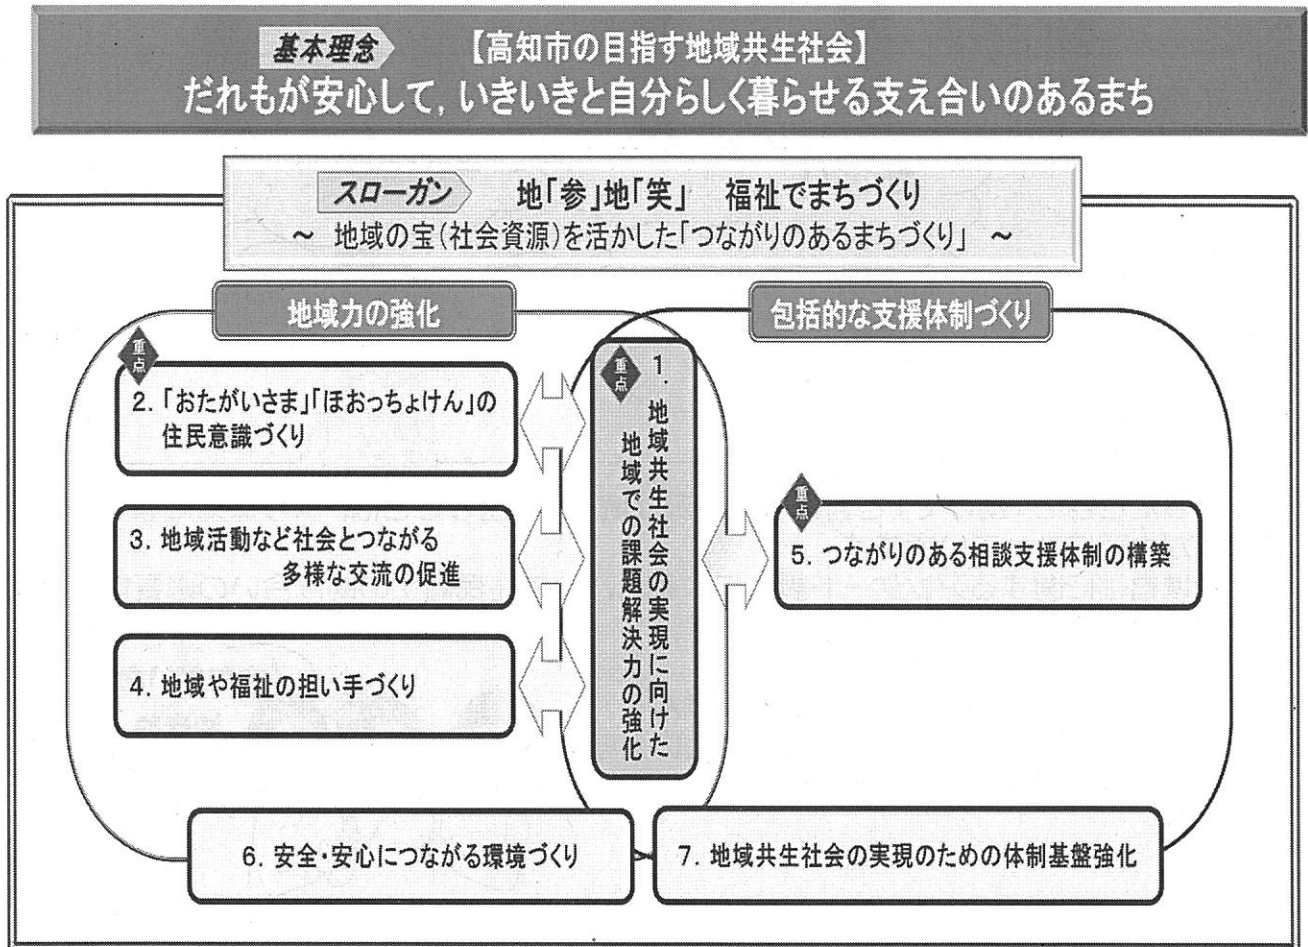 基本理念 【高知市の目指す地域共生社会】
だれもが安心して，いきいきと自分らしく暮らせる支え合いのあるまち
スローガン 地「参」地「笑」 福祉でまちづくり
～ 地域の宝(社会資源)を活かした「つながりのあるまちづくり」 ～
地域力の強化
包括的な支援体制づくり
重点
1．地域共生社会の実現に向けた
地域での課題解決力の強化
重点
2．「おたがいさま」「ほおっちょけん」の
住民意識づくり
3．地域活動など社会とつながる
多様な交流の促進
4．地域や福祉の担い手づくり
重点
5．つながりのある相談支援体制の構築
6．安全・安心につながる環境づくり
7．地域共生社会の実現のための体制基盤強化